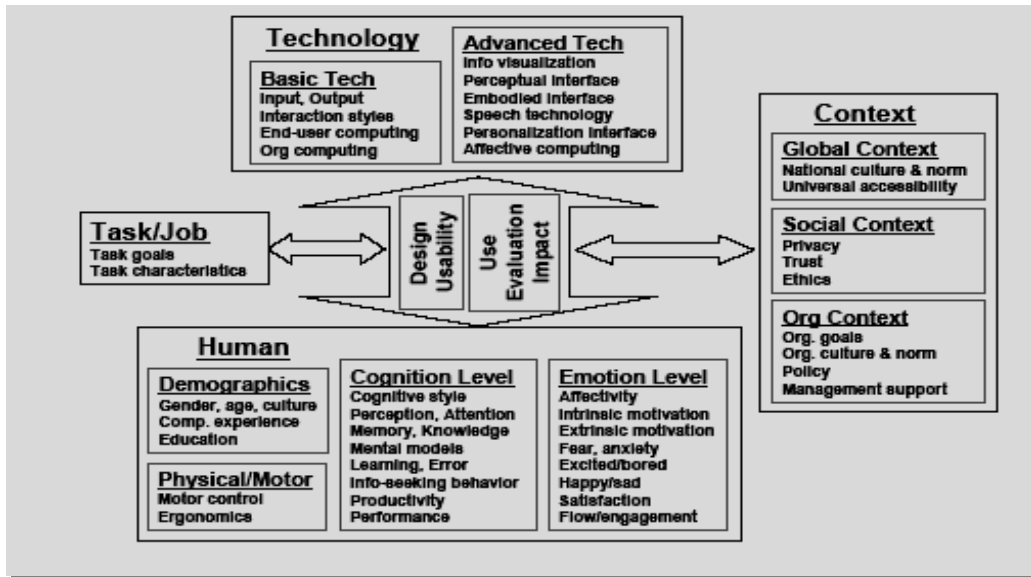 Technology
Basic Tech
Input, Output
Interaction styles
End-user computing
Org computing
Advanced Tech
Info visualization
Perceptual interface
Embodied interface
Speech technology
Personalization interface
Affective computing
Task/Job
Task goals
Task characteristics
Design
Usability
Use
Evaluation
Impact
Context
Global Context
National culture & norm
Universal accessibility
Social Context
Privacy
Trust
Ethics
Org Context
Org. goals
Org. culture & norm
Policy
Management support
Human
Demographics
Gender, age, culture
Comp. experience
Education
Physical/Motor
Motor control
Ergonomics
Cognition Level
Cognitive style
Perception, Attention
Memory, Knowledge
Mental models
Learning, Error
Info-seeking behavior
Productivity
Performance
Emotion Level
Affectivity
Intrinsic motivation
Extrinsic motivation
Fear, anxiety
Excited/bored
Happy/sad
Satisfaction
Flow/engagement